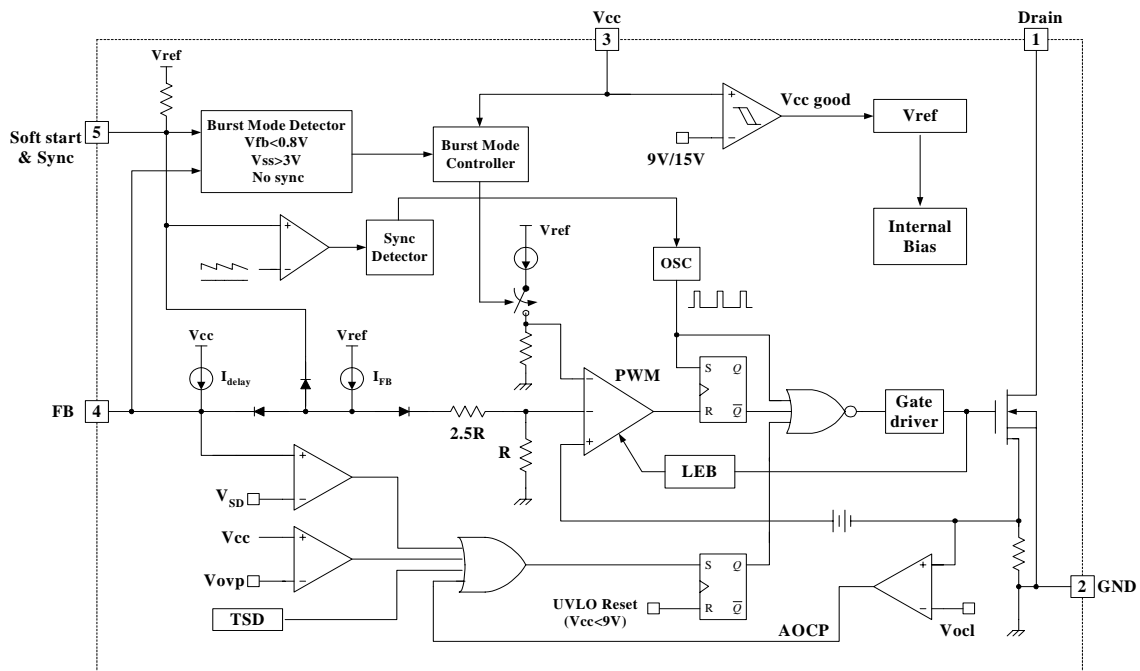 Vcc
Drain
3
1
Vref
5
Soft start
& Sync
Burst Mode Detector
Vfb<0.8V
Vss>3V
No sync
Burst Mode
Controller
+
−
Vcc good
9V/15V
Vref
Internal
Bias
+
−
Sync
Detector
Vref
OSC
Vcc
Idelay
Vref
IFB
FB
4
2.5R
R
−
−
+
PWM
S
Q
R
Q
Gate
driver
LEB
+
−
VSD
Vcc
+
Vovp
−
TSD
S
Q
R
Q
UVLO Reset
(Vcc<9V)
AOCP
+
−
Vocl
2
GND